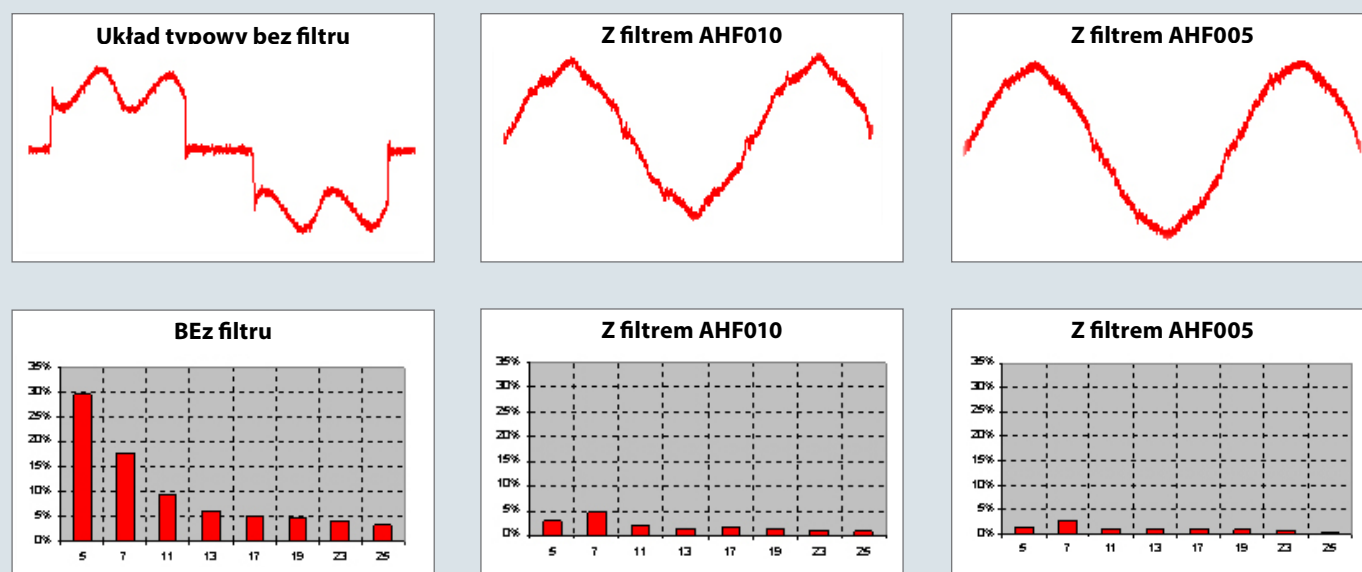 Układ typowy bez filtru
Z filtrem AHF010
Z filtrem AHF005
BEz filtru
35%
30%
25%
20%
15%
10%
5%
0%
5 7 11 13 17 19 23 25
Z filtrem AHF010
35%
30%
25%
20%
15%
10%
5%
0%
5 7 11 13 17 19 23 25
Z filtrem AHF005
35%
30%
25%
20%
15%
10%
5%
0%
5 7 11 13 17 19 23 25